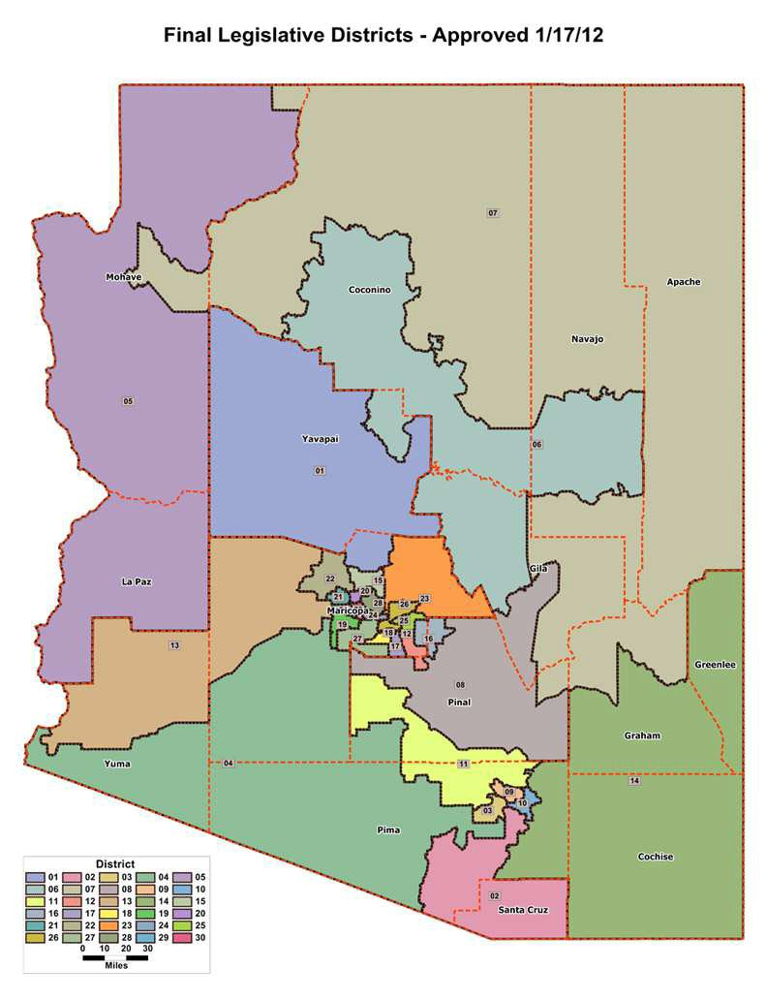 Final Legislative Districts - Approved 1/17/12
07
Mohave
Coconino
Apache
Navajo
05
Yavapai
06
01
Gila
La Paz
22
15
20
21
23
28
26
Maricopa
24
25
19
18
12
27
17
16
13
Greenlee
08
Pinal
Graham
Yuma
04
11
14
09
10
03
Pima
Cochise
02
Santa Cruz
District
01 02 03 04 05
06 07 08 09 10
11 12 13 14 15
16 17 18 19 20
21 22 23 24 25
26 27 28 29 30
0 10 20 30
Miles